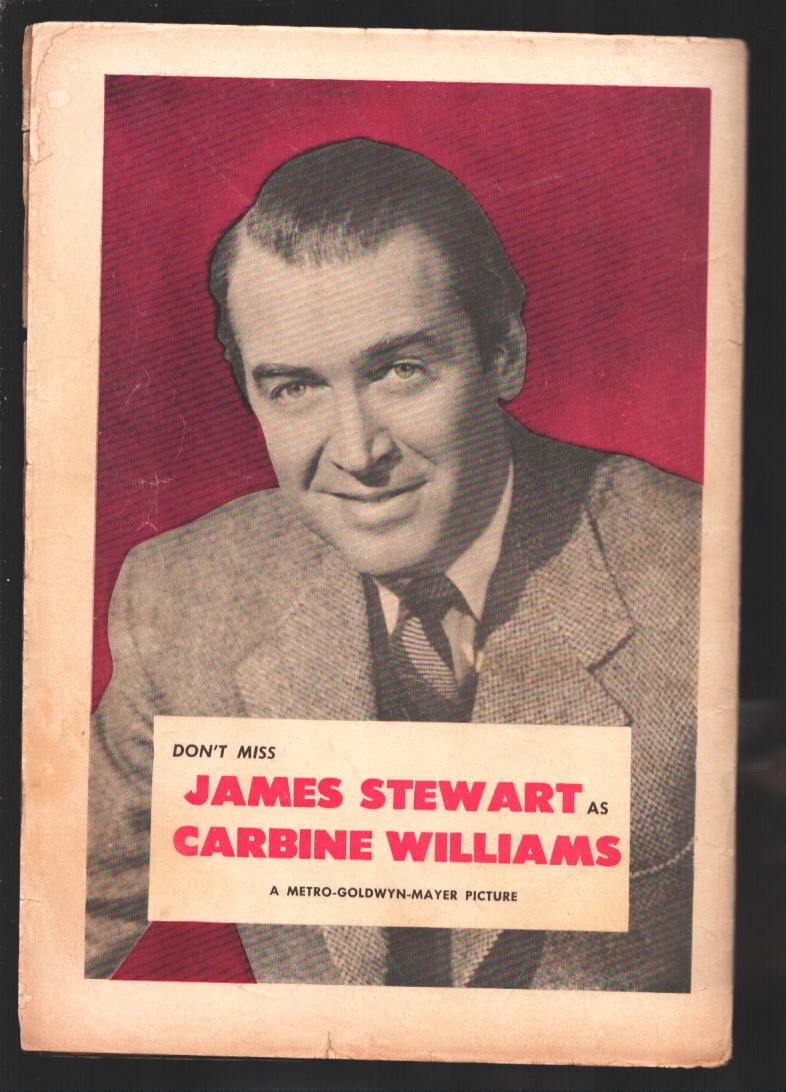 DON'T MISS
JAMES STEWART AS
CARBINE WILLIAMS
A METRO-GOLDWYN-MAYER PICTURE